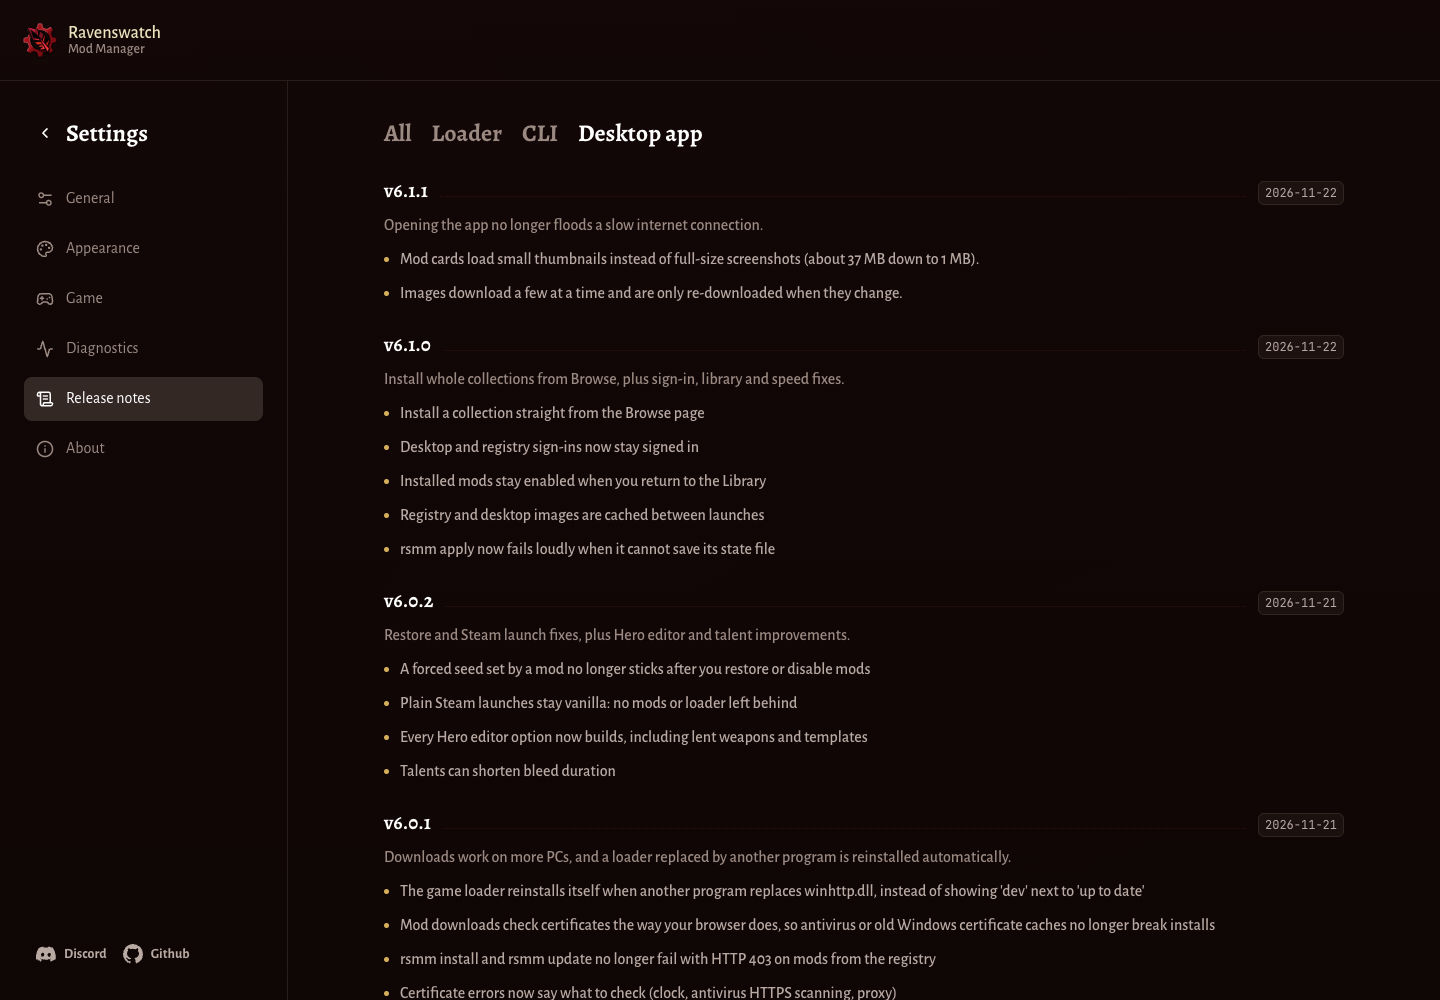 Ravenswatch
Mod Manager
Settings
General
Appearance
Game
Diagnostics
Release notes
About
Discord Github
All Loader CLI Desktop app
v6.1.1 2026-11-22
Opening the app no longer floods a slow internet connection.
Mod cards load small thumbnails instead of full-size screenshots (about 37 MB down to 1 MB).
Images download a few at a time and are only re-downloaded when they change.
v6.1.0 2026-11-22
Install whole collections from Browse, plus sign-in, library and speed fixes.
Install a collection straight from the Browse page
Desktop and registry sign-ins now stay signed in
Installed mods stay enabled when you return to the Library
Registry and desktop images are cached between launches
rsmm apply now fails loudly when it cannot save its state file
v6.0.2 2026-11-21
Restore and Steam launch fixes, plus Hero editor and talent improvements.
A forced seed set by a mod no longer sticks after you restore or disable mods
Plain Steam launches stay vanilla: no mods or loader left behind
Every Hero editor option now builds, including lent weapons and templates
Talents can shorten bleed duration
v6.0.1 2026-11-21
Downloads work on more PCs, and a loader replaced by another program is reinstalled automatically.
The game loader reinstalls itself when another program replaces winhttp.dll, instead of showing 'dev' next to 'up to date'
Mod downloads check certificates the way your browser does, so antivirus or old Windows certificate caches no longer break installs
rsmm install and rsmm update no longer fail with HTTP 403 on mods from the registry
Certificate errors now say what to check (clock, antivirus HTTPS scanning, proxy)